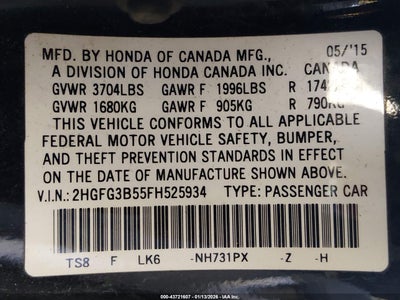 MFD. BY HONDA OF CANADA MFG., 05/'15
A DIVISION OF HONDA CANADA INC. CANADA
GVWR 3704LBS GAWR F 1996LBS R
GVWR 1680KG GAWR F 905KG R 790KG
THIS VEHICLE CONFORMS TO ALL APPLICABLE
FEDERAL MOTOR VEHICLE SAFETY, BUMPER,
AND THEFT PREVENTION STANDARDS IN EFFECT
ON THE DATE OF MANUFACTURE SHOWN ABOVE.
V.I.N.: 2HGFG3B55FH525934 TYPE: PASSENGER CAR
TS8 F LK6 -NH731PX -Z -H
00-43721607 - 01/13/2026 - IAA Inc.